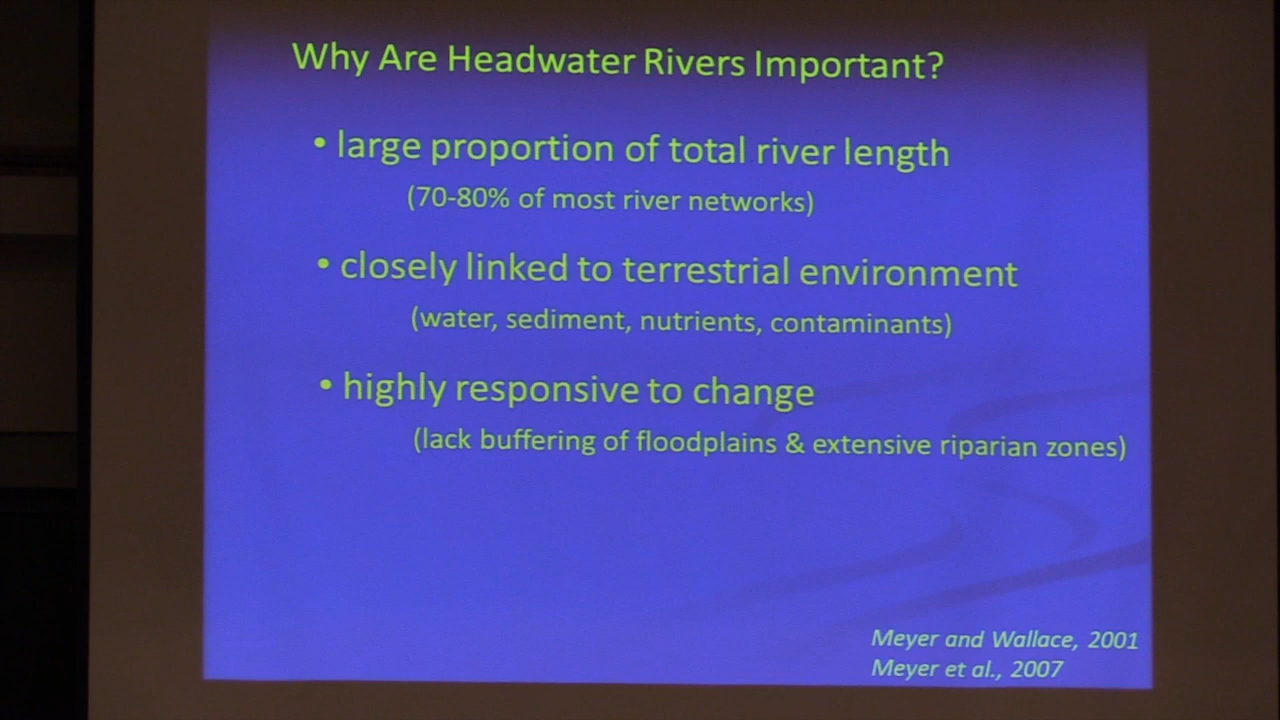 Why Are Headwater Rivers Important?
• large proportion of total river length
(70-80% of most river networks)
• closely linked to terrestrial environment
(water, sediment, nutrients, contaminants)
• highly responsive to change
(lack buffering of floodplains & extensive riparian zones)
Meyer and Wallace, 2001
Meyer et al., 2007